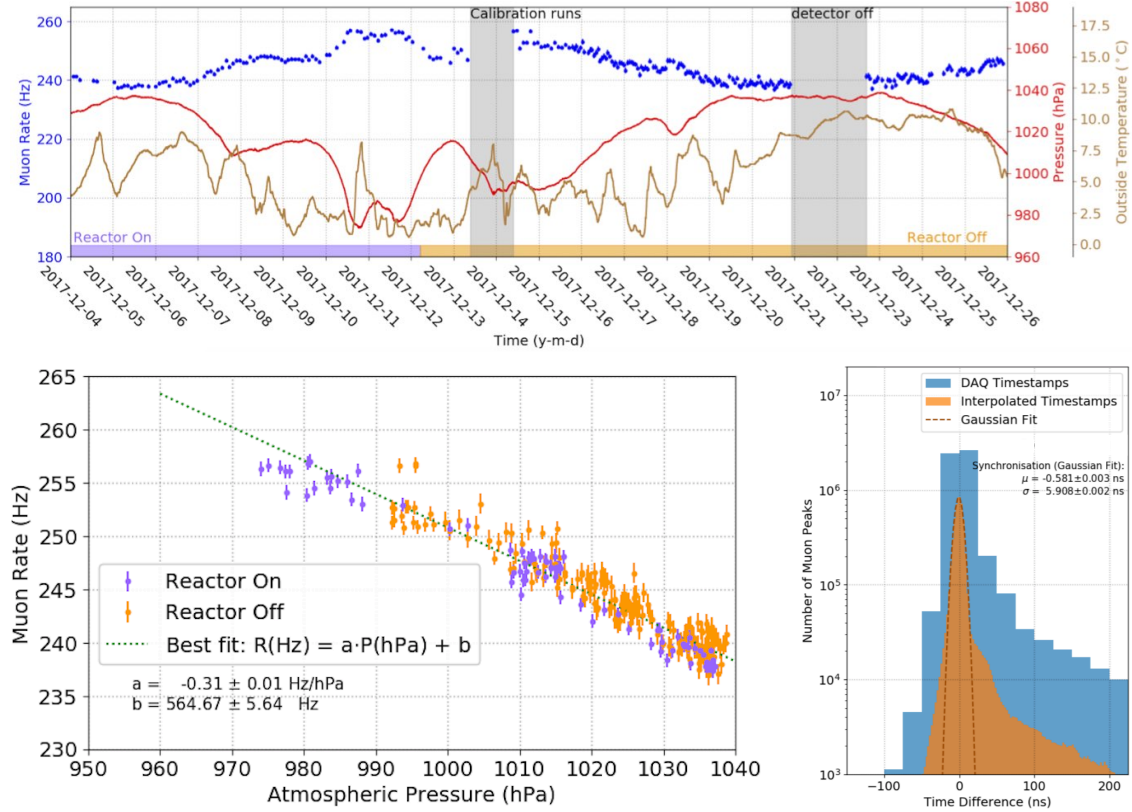 Calibration runs
detector off
260
240
220
200
180
Muon Rate (Hz)
1080
1060
1040
1020
1000
980
960
Pressure (hPa)
17.5
15.0
12.5
10.0
7.5
5.0
2.5
0.0
Outside Temperature (°C)
Reactor On
Reactor Off
2017-12-04
2017-12-05
2017-12-06
2017-12-07
2017-12-08
2017-12-09
2017-12-10
2017-12-11
2017-12-12
2017-12-13
2017-12-14
2017-12-15
2017-12-16
2017-12-17
2017-12-18
2017-12-19
2017-12-20
2017-12-21
2017-12-22
2017-12-23
2017-12-24
2017-12-25
2017-12-26
Time (y-m-d)
265
260
255
250
245
240
235
230
Muon Rate (Hz)
Reactor On
Reactor Off
Best fit: R(Hz) = a·P(hPa) + b
a = -0.31 ± 0.01 Hz/hPa
b = 564.67 ± 5.64 Hz
950 960 970 980 990 1000 1010 1020 1030 1040
Atmospheric Pressure (hPa)
10⁷
10⁶
10⁵
10⁴
10³
Number of Muon Peaks
DAQ Timestamps
Interpolated Timestamps
Gaussian Fit
Synchronisation (Gaussian Fit):
μ = -0.581±0.003 ns
σ = 5.908±0.002 ns
−100 0 100 200
Time Difference (ns)